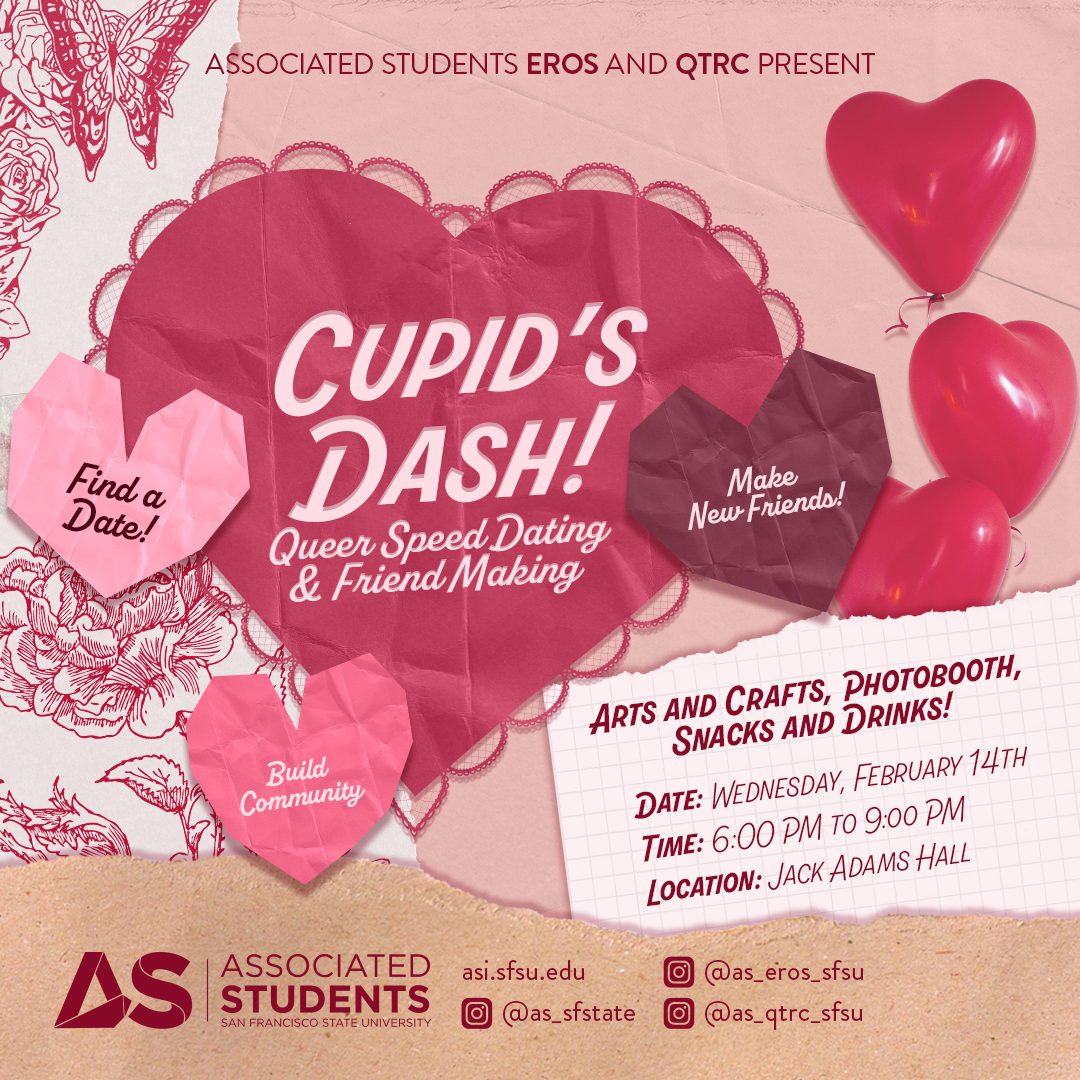 ASSOCIATED STUDENTS EROS AND QTRC PRESENT
CUPID'S
DASH!
Queer Speed Dating
& Friend Making
Find a
Date!
Make
New Friends!
Build
Community
ARTS AND CRAFTS, PHOTOBOOTH,
SNACKS AND DRINKS!
DATE: WEDNESDAY, FEBRUARY 14TH
TIME: 6:00 PM TO 9:00 PM
LOCATION: JACK ADAMS HALL
AS
ASSOCIATED
STUDENTS
SAN FRANCISCO STATE UNIVERSITY
asi.sfsu.edu
@as_sfstate
@as_eros_sfsu
@as_qtrc_sfsu